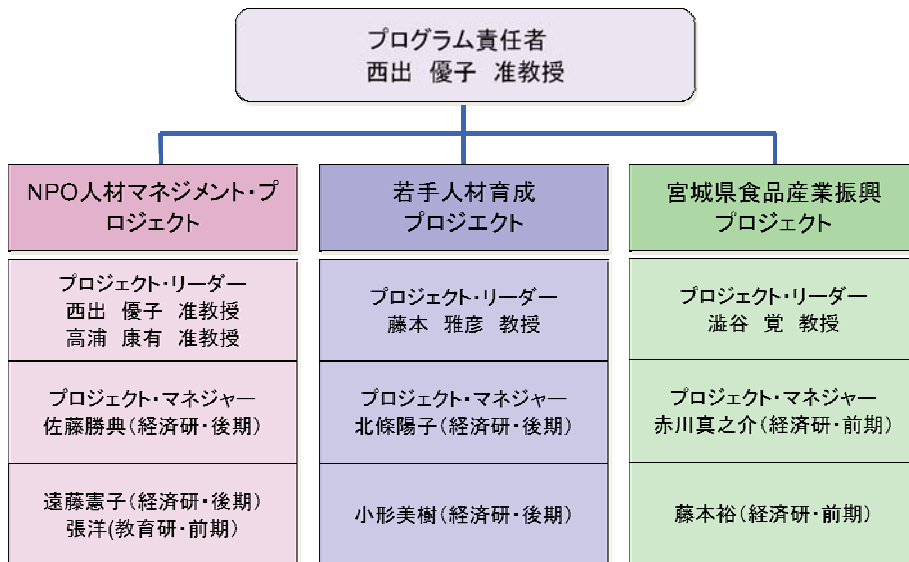 プログラム責任者
西出　優子　准教授
NPO人材マネジメント・プ
ロジェクト
プロジェクト・リーダー
西出　優子　准教授
高浦　康有　准教授
プロジェクト・マネジャー
佐藤勝典（経済研・後期）
遠藤憲子（経済研・後期）
張洋(教育研・前期）
若手人材育成
プロジエクト
プロジェクト・リーダー
藤本　雅彦　教授
プロジェクト・マネジャー
北條陽子（経済研・後期）
小形美樹（経済研・後期）
宮城県食品産業振興
プロジェクト
プロジェクト・リーダー
澁谷　覚　教授
プロジェクト・マネジャー
赤川真之介（経済研・前期）
藤本裕（経済研・前期）